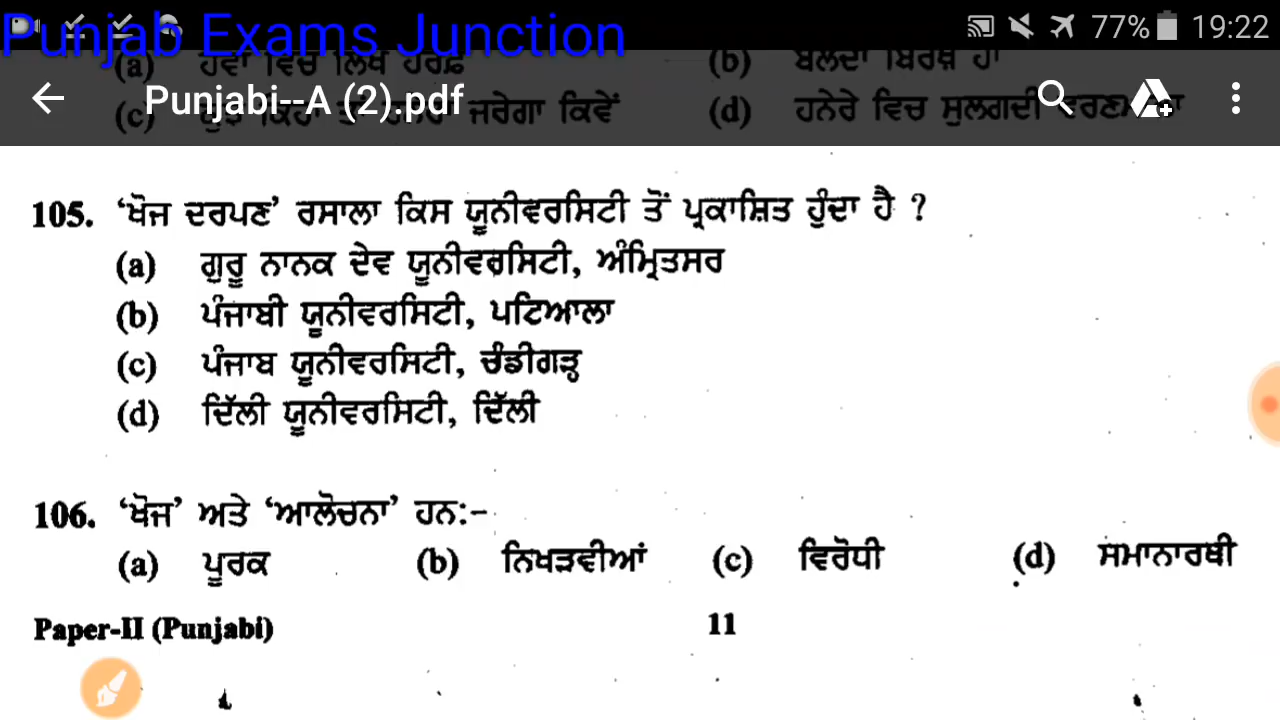 Punjab Exams Junction
77% 19:22
(a) ਹਵਾ ਵਿਚ ਲਿਖੇ ਹਰਫ਼ (b) ਬਲਦਾ ਬਿਰਖ਼ ਹਾਂ
Punjabi--A (2).pdf
(c) ਜਰੇਗਾ ਕਿਵੇਂ (d) ਹਨੇਰੇ ਵਿਚ ਸੁਲਗਦੀ
105. ‘ਖੋਜ ਦਰਪਣ’ ਰਸਾਲਾ ਕਿਸ ਯੂਨੀਵਰਸਿਟੀ ਤੋਂ ਪ੍ਰਕਾਸ਼ਿਤ ਹੁੰਦਾ ਹੈ ?
(a) ਗੁਰੂ ਨਾਨਕ ਦੇਵ ਯੂਨੀਵਰਸਿਟੀ, ਅੰਮ੍ਰਿਤਸਰ
(b) ਪੰਜਾਬੀ ਯੂਨੀਵਰਸਿਟੀ, ਪਟਿਆਲਾ
(c) ਪੰਜਾਬ ਯੂਨੀਵਰਸਿਟੀ, ਚੰਡੀਗੜ੍ਹ
(d) ਦਿੱਲੀ ਯੂਨੀਵਰਸਿਟੀ, ਦਿੱਲੀ
106. ‘ਖੋਜ’ ਅਤੇ ‘ਆਲੋਚਨਾ’ ਹਨ:-
(a) ਪੂਰਕ (b) ਨਿਖੜਵੀਆਂ (c) ਵਿਰੋਧੀ (d) ਸਮਾਨਾਰਥੀ
Paper-II (Punjabi) 11